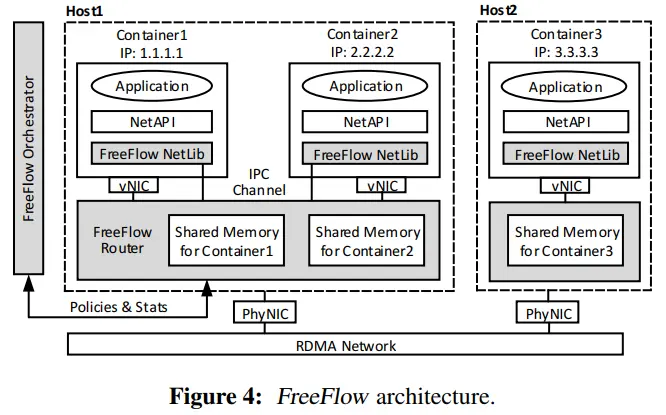 Host1
Host2
FreeFlow Orchestrator
Container1
IP: 1.1.1.1
Application
NetAPI
FreeFlow NetLib
vNIC
Container2
IP: 2.2.2.2
Application
NetAPI
FreeFlow NetLib
vNIC
IPC
Channel
Container3
IP: 3.3.3.3
Application
NetAPI
FreeFlow NetLib
vNIC
FreeFlow
Router
Shared Memory
for Container1
Shared Memory
for Container2
Shared Memory
for Container3
Policies & Stats
PhyNIC
PhyNIC
RDMA Network
Figure 4: FreeFlow architecture.